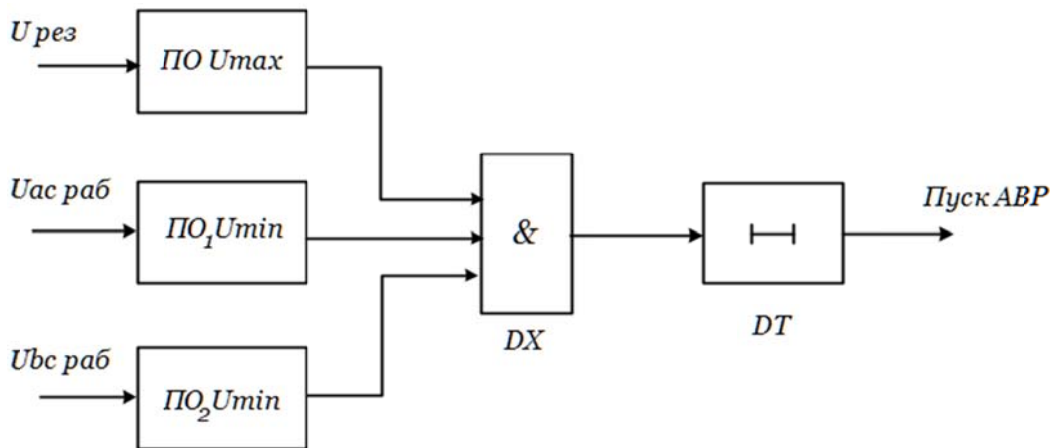 U рез
ПО Umax
Uac раб
ПО₁Umin
&
Пуск АВР
DX
DT
Ubc раб
ПО₂Umin